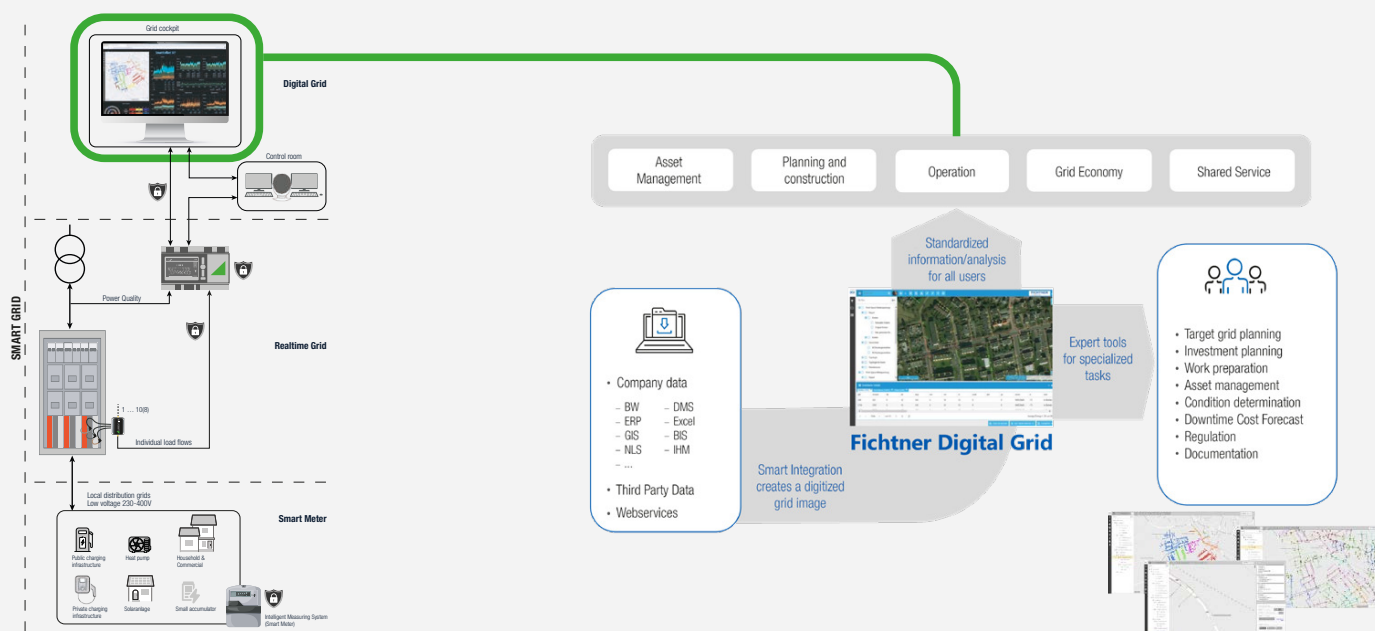 Grid cockpit
Digital Grid
Control room
SMART GRID
Power Quality
Realtime Grid
1 ... 10(8)
Individual load flows
Local distribution grids
Low voltage 230-400V
Smart Meter
Public charging
infrastructure
Heat pump
Household &
Commercial
Private charging
infrastructure
Solarantage
Small accumulator
Intelligent Measuring System
(Smart Meter)
Asset
Management
Planning and
construction
Operation
Grid Economy
Shared Service
Standardized
information/analysis
for all users
• Company data
– BW
– DMS
– ERP
– Excel
– GIS
– BIS
– NLS
– IHM
– ...
• Third Party Data
• Webservices
Smart Integration
creates a digitized
grid image
Fichtner Digital Grid
Expert tools
for specialized
tasks
• Target grid planning
• Investment planning
• Work preparation
• Asset management
• Condition determination
• Downtime Cost Forecast
• Regulation
• Documentation